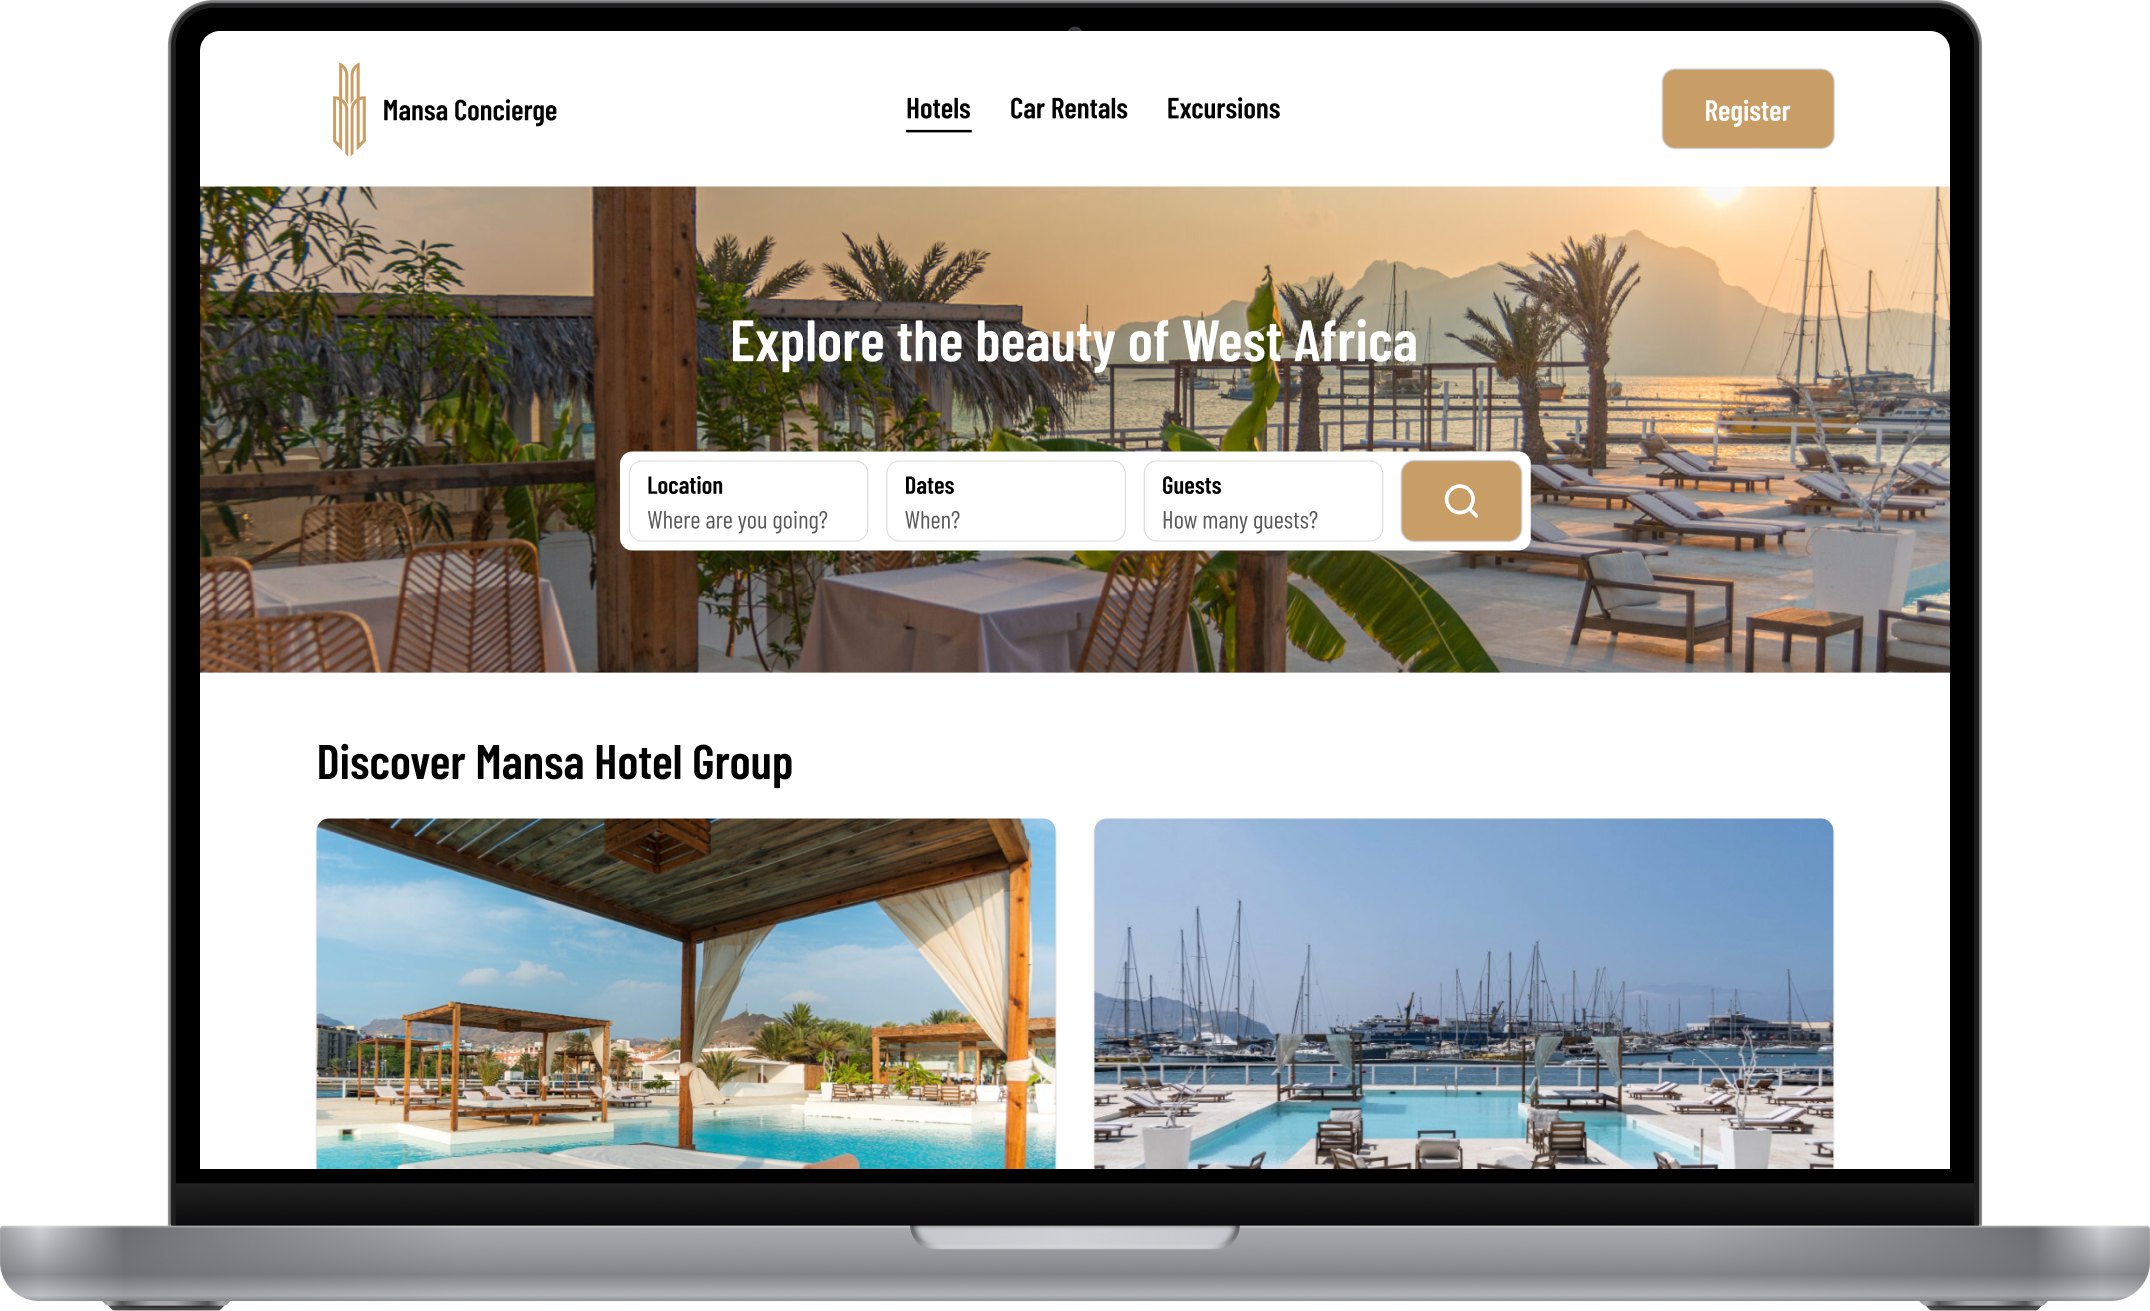 Mansa Concierge
Hotels
Car Rentals
Excursions
Register
Explore the beauty of West Africa
Location
Where are you going?
Dates
When?
Guests
How many guests?
Discover Mansa Hotel Group